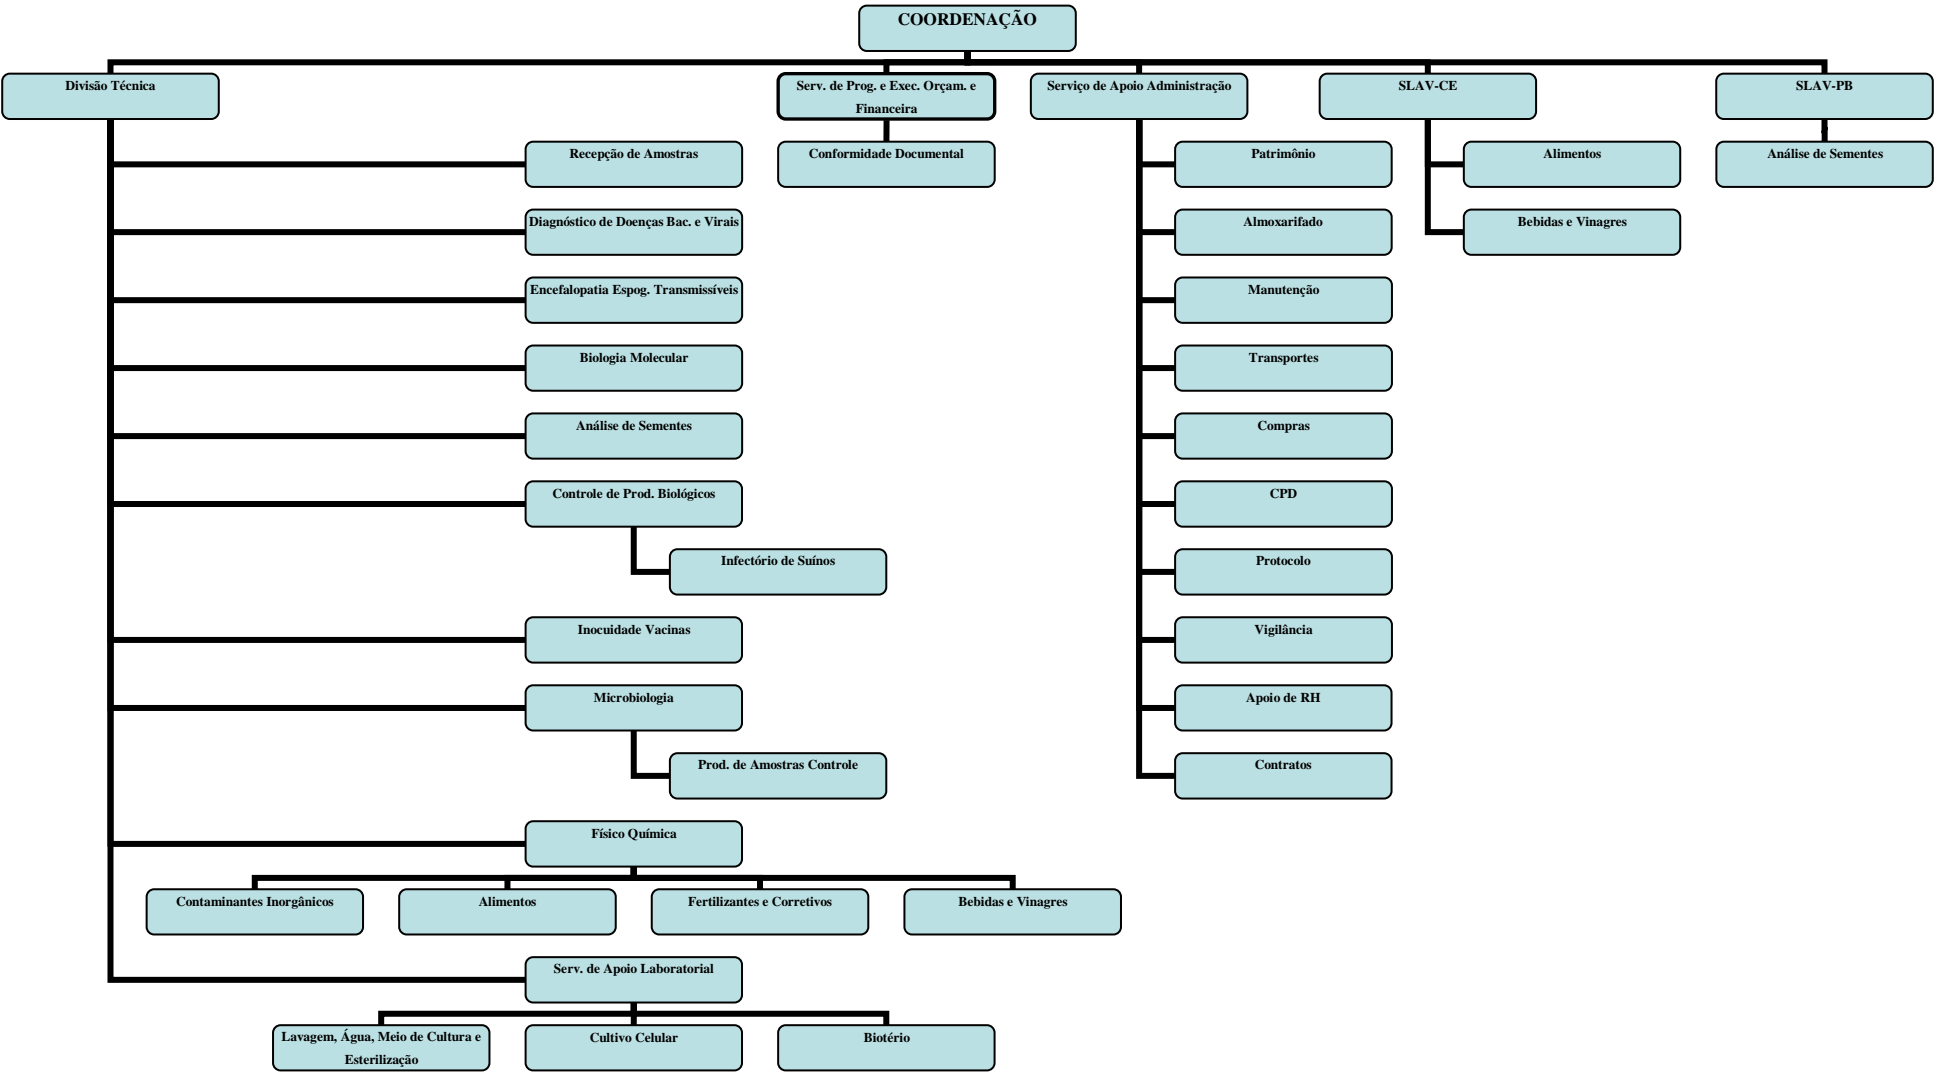 COORDENAÇÃO
Divisão Técnica
Serv. de Prog. e Exec. Orçam. e
Financeira
Serviço de Apoio Administração
SLAV-CE
SLAV-PB
Recepção de Amostras
Conformidade Documental
Patrimônio
Alimentos
Análise de Sementes
Diagnóstico de Doenças Bac. e Virais
Almoxarifado
Bebidas e Vinagres
Encefalopatia Espog. Transmissíveis
Manutenção
Biologia Molecular
Transportes
Análise de Sementes
Compras
Controle de Prod. Biológicos
CPD
Infectório de Suínos
Protocolo
Inocuidade Vacinas
Vigilância
Microbiologia
Apoio de RH
Prod. de Amostras Controle
Contratos
Físico Química
Contaminantes Inorgânicos
Alimentos
Fertilizantes e Corretivos
Bebidas e Vinagres
Serv. de Apoio Laboratorial
Lavagem, Água, Meio de Cultura e
Esterilização
Cultivo Celular
Biotério